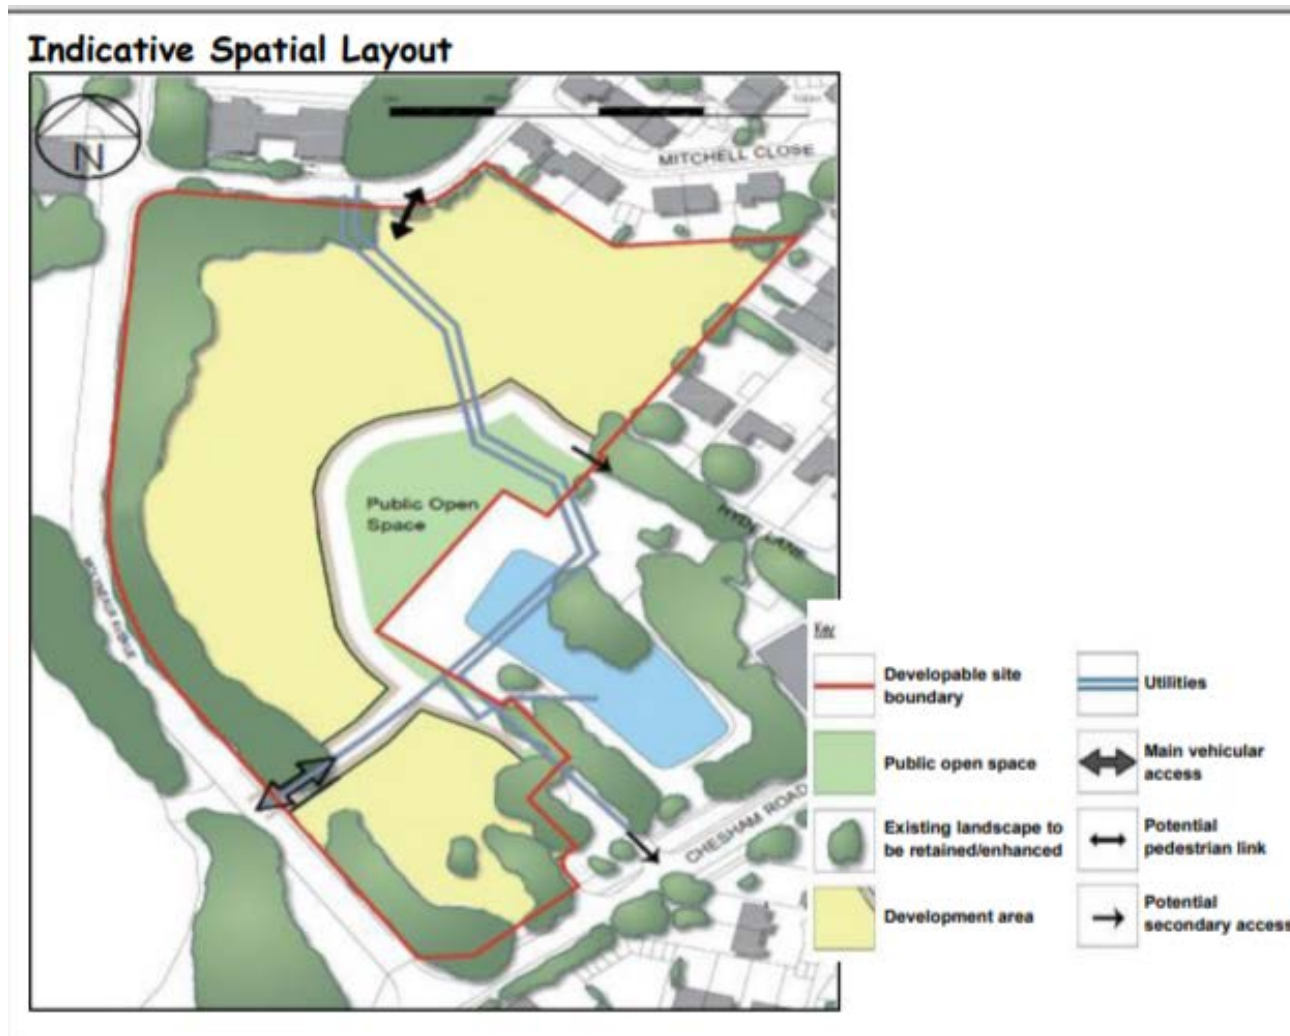 Indicative Spatial Layout
N
MITCHELL CLOSE
Public Open
Space
HYDE LANE
CHESHAM ROAD
Key
Developable site
boundary
Public open space
Existing landscape to
be retained/enhanced
Development area
Utilities
Main vehicular
access
Potential
pedestrian link
Potential
secondary access